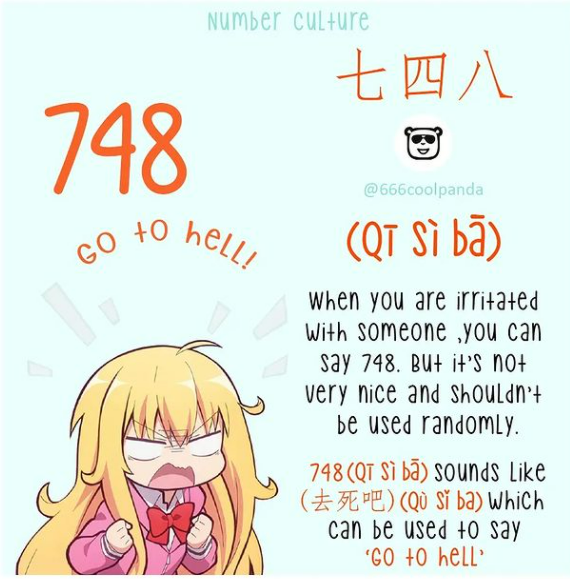 Number culture
748
Go to hell!
七四八
@666coolpanda
(Qī Sì bā)
When you are irritated
with someone ,you can
say 748. But it's not
very nice and shouldn't
be used randomly.
748(Qī Sì bā) sounds like
(去死吧)(Qù Sǐ ba) which
can be used to say
‘Go to hell’